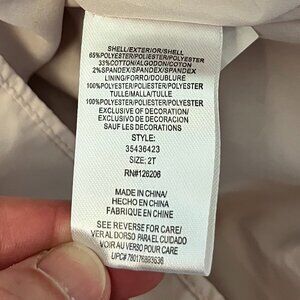 SHELL/EXTERIOR/SHELL
65%POLYESTER/POLIESTER/POLYESTER
33%COTTON/ALGODON/COTON
2%SPANDEX/SPANDEX/SPANDEX
LINING/FORRO/DOUBLURE
100%POLYESTER/POLIESTER/POLYESTER
TULLE/MALLA/TULLE
100%POLYESTER/POLIESTER/POLYESTER
EXCLUSIVE OF DECORATION/
EXCLUSIVO DE DECORACION/
SAUF LES DECORATIONS
STYLE:
35436423
SIZE: 2T
RN#126206
MADE IN CHINA/
HECHO EN CHINA/
FABRIQUE EN CHINE
SEE REVERSE FOR CARE/
VER AL DORSO PARA EL CUIDADO
VOIR AU VERSO POUR CARE/